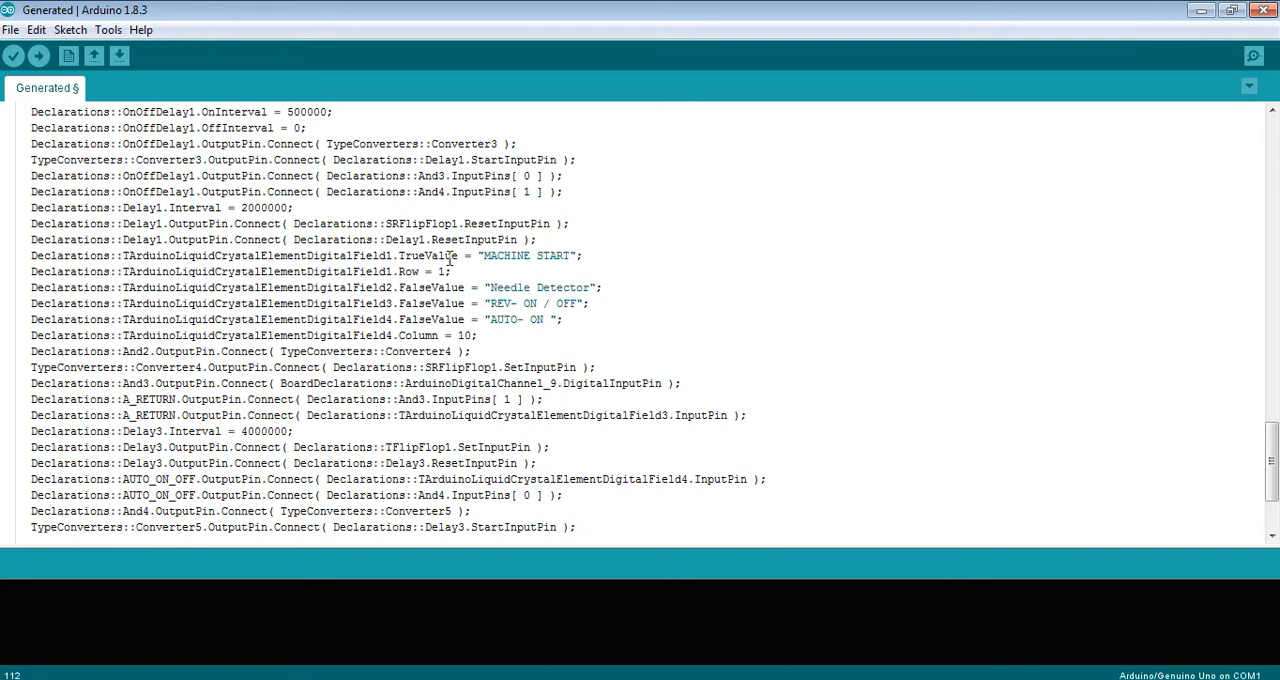 Generated | Arduino 1.8.3
File Edit Sketch Tools Help
Generated §
Declarations::OnOffDelay1.OnInterval = 500000;
Declarations::OnOffDelay1.OffInterval = 0;
Declarations::OnOffDelay1.OutputPin.Connect( TypeConverters::Converter3 );
TypeConverters::Converter3.OutputPin.Connect( Declarations::Delay1.StartInputPin );
Declarations::OnOffDelay1.OutputPin.Connect( Declarations::And3.InputPins[ 0 ] );
Declarations::OnOffDelay1.OutputPin.Connect( Declarations::And4.InputPins[ 1 ] );
Declarations::Delay1.Interval = 2000000;
Declarations::Delay1.OutputPin.Connect( Declarations::SRFlipFlop1.ResetInputPin );
Declarations::Delay1.OutputPin.Connect( Declarations::Delay1.ResetInputPin );
Declarations::TArduinoLiquidCrystalElementDigitalField1.TrueValue = "MACHINE START";
Declarations::TArduinoLiquidCrystalElementDigitalField1.Row = 1;
Declarations::TArduinoLiquidCrystalElementDigitalField2.FalseValue = "Needle Detector";
Declarations::TArduinoLiquidCrystalElementDigitalField3.FalseValue = "REV- ON / OFF";
Declarations::TArduinoLiquidCrystalElementDigitalField4.FalseValue = "AUTO- ON ";
Declarations::TArduinoLiquidCrystalElementDigitalField4.Column = 10;
Declarations::And2.OutputPin.Connect( TypeConverters::Converter4 );
TypeConverters::Converter4.OutputPin.Connect( Declarations::SRFlipFlop1.SetInputPin );
Declarations::And3.OutputPin.Connect( BoardDeclarations::ArduinoDigitalChannel_9.DigitalInputPin );
Declarations::A_RETURN.OutputPin.Connect( Declarations::And3.InputPins[ 1 ] );
Declarations::A_RETURN.OutputPin.Connect( Declarations::TArduinoLiquidCrystalElementDigitalField3.InputPin );
Declarations::Delay3.Interval = 4000000;
Declarations::Delay3.OutputPin.Connect( Declarations::TFlipFlop1.SetInputPin );
Declarations::Delay3.OutputPin.Connect( Declarations::Delay3.ResetInputPin );
Declarations::AUTO_ON_OFF.OutputPin.Connect( Declarations::TArduinoLiquidCrystalElementDigitalField4.InputPin );
Declarations::AUTO_ON_OFF.OutputPin.Connect( Declarations::And4.InputPins[ 0 ] );
Declarations::And4.OutputPin.Connect( TypeConverters::Converter5 );
TypeConverters::Converter5.OutputPin.Connect( Declarations::Delay3.StartInputPin );
112 Arduino/Genuino Uno on COM1